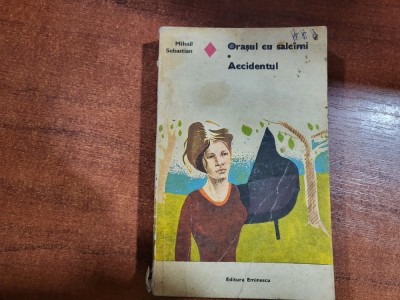 Mihail
Sebastian
Orașul cu salcîmi
Accidentul
Editura Eminescu